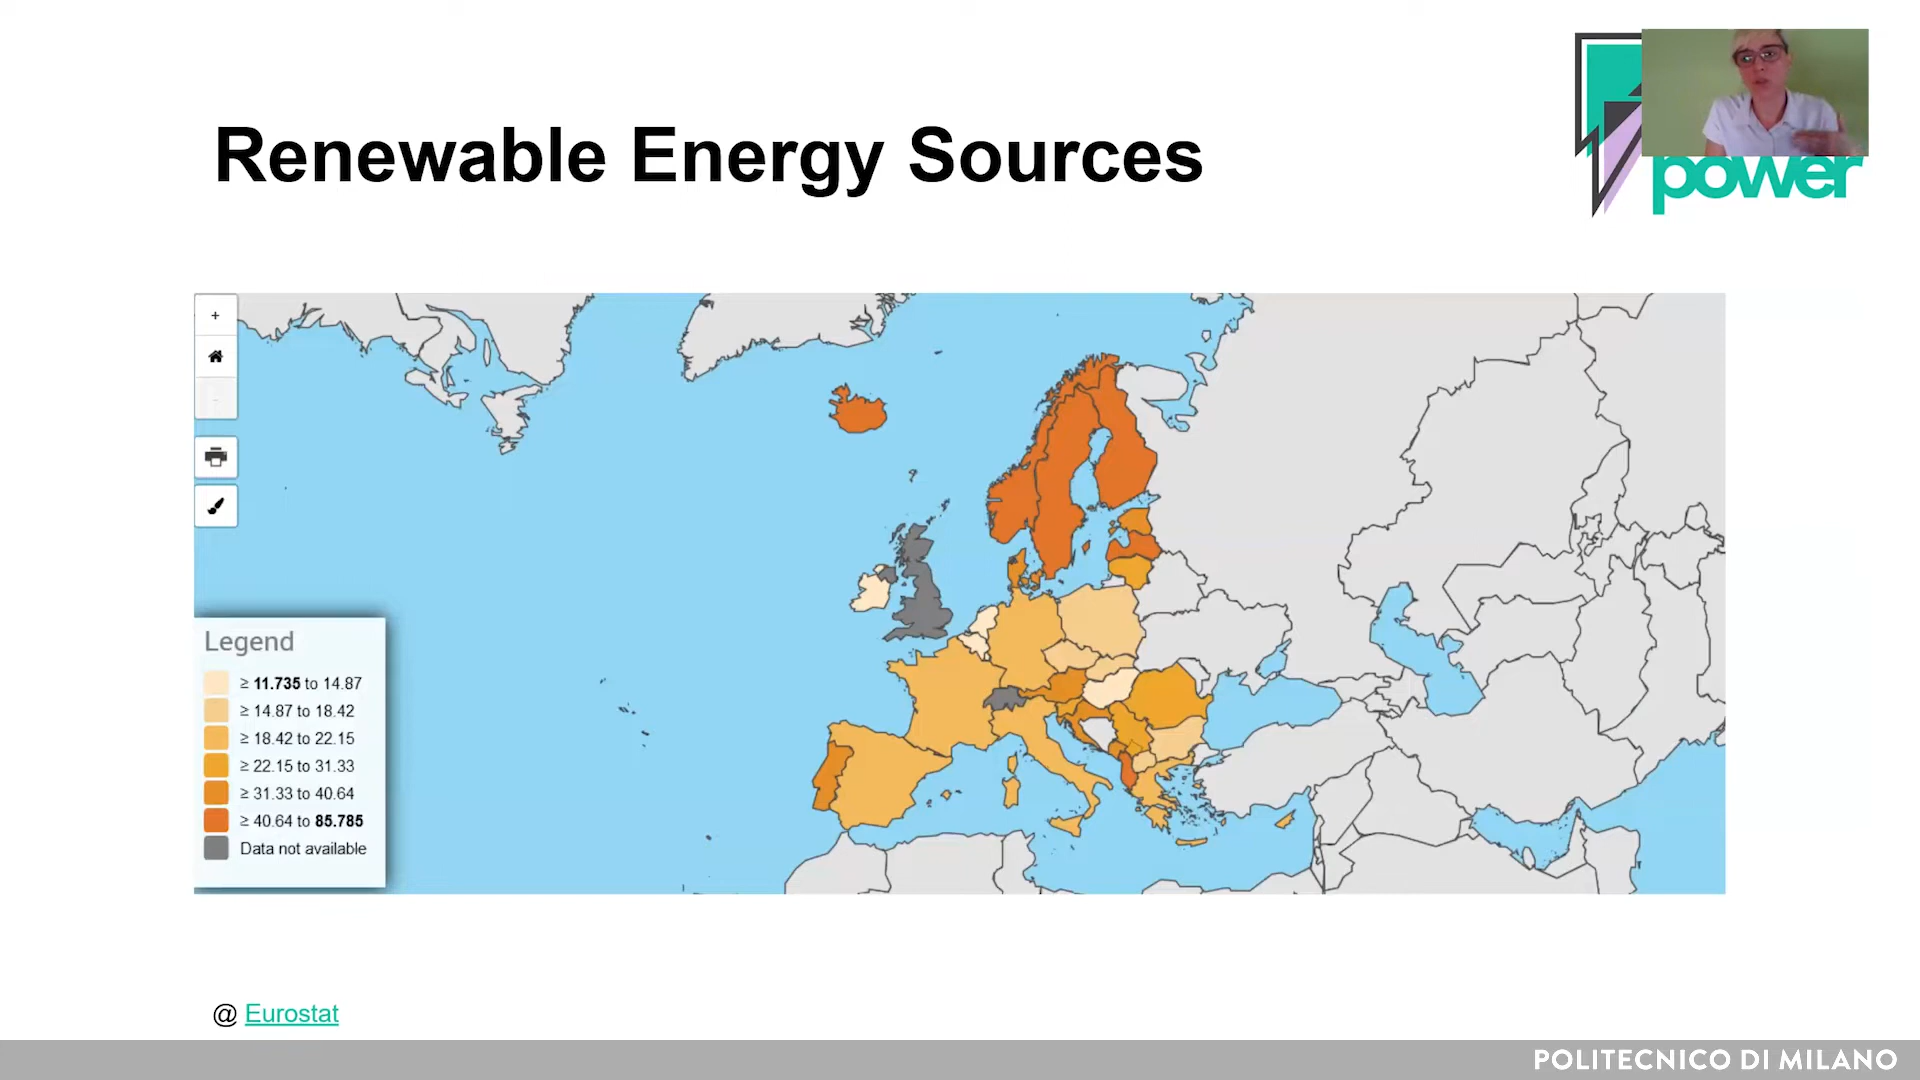 Renewable Energy Sources
power
+
-
Legend
≥ 11.735 to 14.87
≥ 14.87 to 18.42
≥ 18.42 to 22.15
≥ 22.15 to 31.33
≥ 31.33 to 40.64
≥ 40.64 to 85.785
Data not available
@ Eurostat
POLITECNICO DI MILANO